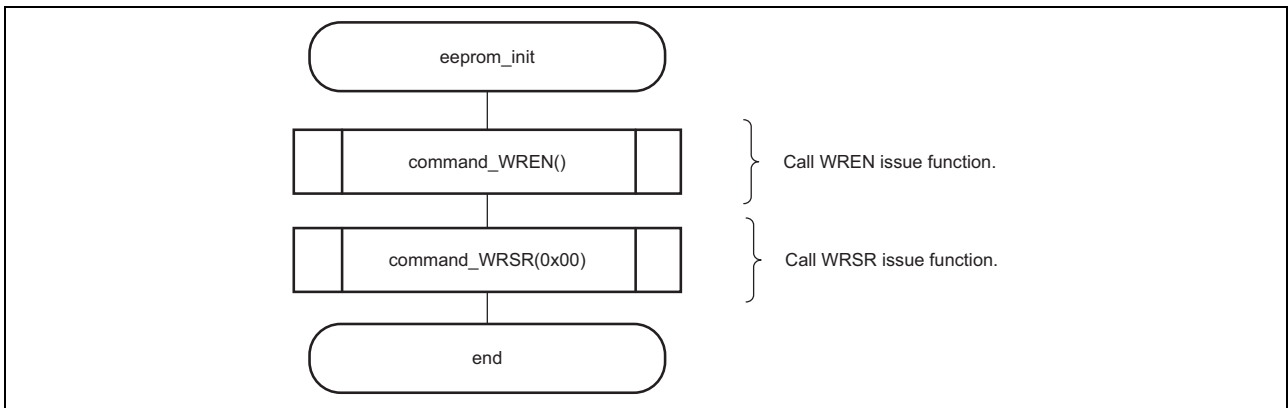 eeprom_init
command_WREN()
Call WREN issue function.
command_WRSR(0x00)
Call WRSR issue function.
end